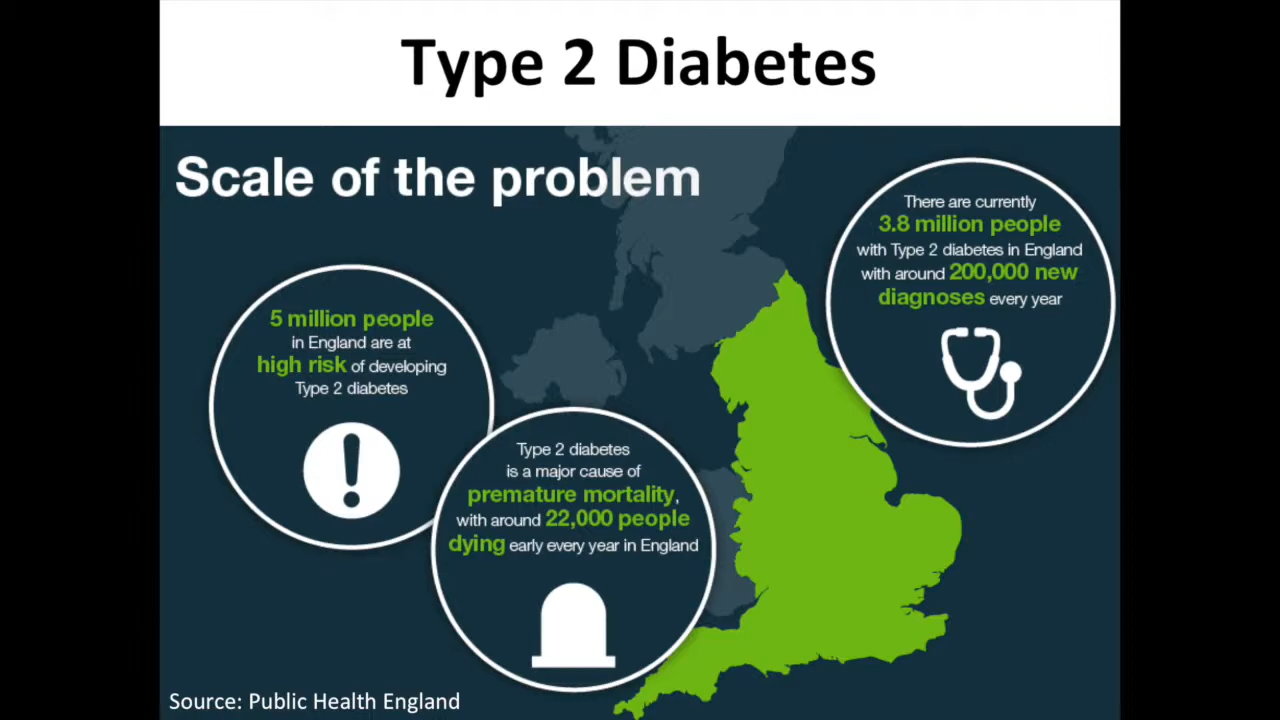 Type 2 Diabetes
Scale of the problem
There are currently
3.8 million people
with Type 2 diabetes in England
with around 200,000 new
diagnoses every year
5 million people
in England are at
high risk of developing
Type 2 diabetes
Type 2 diabetes
is a major cause of
premature mortality,
with around 22,000 people
dying early every year in England
Source: Public Health England